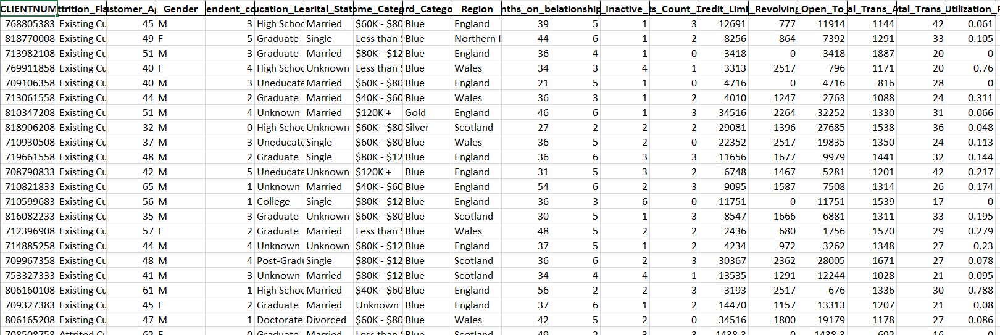 CLIENTNUM ttrition_Fla ustomer_A Gender endent_co ucation_Le arital_Stat ome_Categ ard_Catego Region nths_on_b elationship _Inactive_ ts_Count_1 Credit_Limi _Revolving _Open_To_ al_Trans_A tal_Trans_ Utilization_R
768805383 Existing Cu 45 M 3 High Schoo Married $60K - $80 Blue England 39 5 1 3 12691 777 11914 1144 42 0.061
818770008 Existing Cu 49 F 5 Graduate Single Less than $ Blue Northern I 44 6 1 2 8256 864 7392 1291 33 0.105
713982108 Existing Cu 51 M 3 Graduate Married $80K - $12 Blue England 36 4 1 0 3418 0 3418 1887 20 0
769911858 Existing Cu 40 F 4 High Schoo Unknown Less than $ Blue Wales 34 3 4 1 3313 2517 796 1171 20 0.76
709106358 Existing Cu 40 M 3 Uneducate Married $60K - $80 Blue England 21 5 1 0 4716 0 4716 816 28 0
713061558 Existing Cu 44 M 2 Graduate Married $40K - $60 Blue Wales 36 3 1 2 4010 1247 2763 1088 24 0.311
810347208 Existing Cu 51 M 4 Unknown Married $120K + Gold England 46 6 1 3 34516 2264 32252 1330 31 0.066
818906208 Existing Cu 32 M 0 High Schoo Unknown $60K - $80 Silver Scotland 27 2 2 2 29081 1396 27685 1538 36 0.048
710930508 Existing Cu 37 M 3 Uneducate Single $60K - $80 Blue Wales 36 5 2 0 22352 2517 19835 1350 24 0.113
719661558 Existing Cu 48 M 2 Graduate Single $80K - $12 Blue England 36 6 3 3 11656 1677 9979 1441 32 0.144
708790833 Existing Cu 42 M 5 Uneducate Unknown $120K + Blue England 31 5 3 2 6748 1467 5281 1201 42 0.217
710821833 Existing Cu 65 M 1 Unknown Married $40K - $60 Blue England 54 6 2 3 9095 1587 7508 1314 26 0.174
710599683 Existing Cu 56 M 1 College Single $80K - $12 Blue England 36 3 6 0 11751 0 11751 1539 17 0
816082233 Existing Cu 35 M 3 Graduate Unknown $60K - $80 Blue Scotland 30 5 1 3 8547 1666 6881 1311 33 0.195
712396908 Existing Cu 57 F 2 Graduate Married Less than $ Blue Wales 48 5 2 2 2436 680 1756 1570 29 0.279
714885258 Existing Cu 44 M 4 Unknown Unknown $80K - $12 Blue England 37 5 1 2 4234 972 3262 1348 27 0.23
709967358 Existing Cu 48 M 4 Post-Gradu Single $80K - $12 Blue Scotland 36 6 2 3 30367 2362 28005 1671 27 0.078
753327333 Existing Cu 41 M 3 Unknown Married $80K - $12 Blue Scotland 34 4 4 1 13535 1291 12244 1028 21 0.095
806160108 Existing Cu 61 M 1 High Schoo Married $40K - $60 Blue England 56 2 2 3 3193 2517 676 1336 30 0.788
709327383 Existing Cu 45 F 2 Graduate Married Unknown Blue England 37 6 1 2 14470 1157 13313 1207 21 0.08
806165208 Existing Cu 47 M 1 Doctorate Divorced $60K - $80 Blue Wales 42 5 2 0 34516 1800 19179 1178 27 0.086
708508758 Attrited Cu 62 F 0 Graduate Married Less than $ Blue Scotland 49 2 3 3 1438.3 0 1438.3 692 16 0